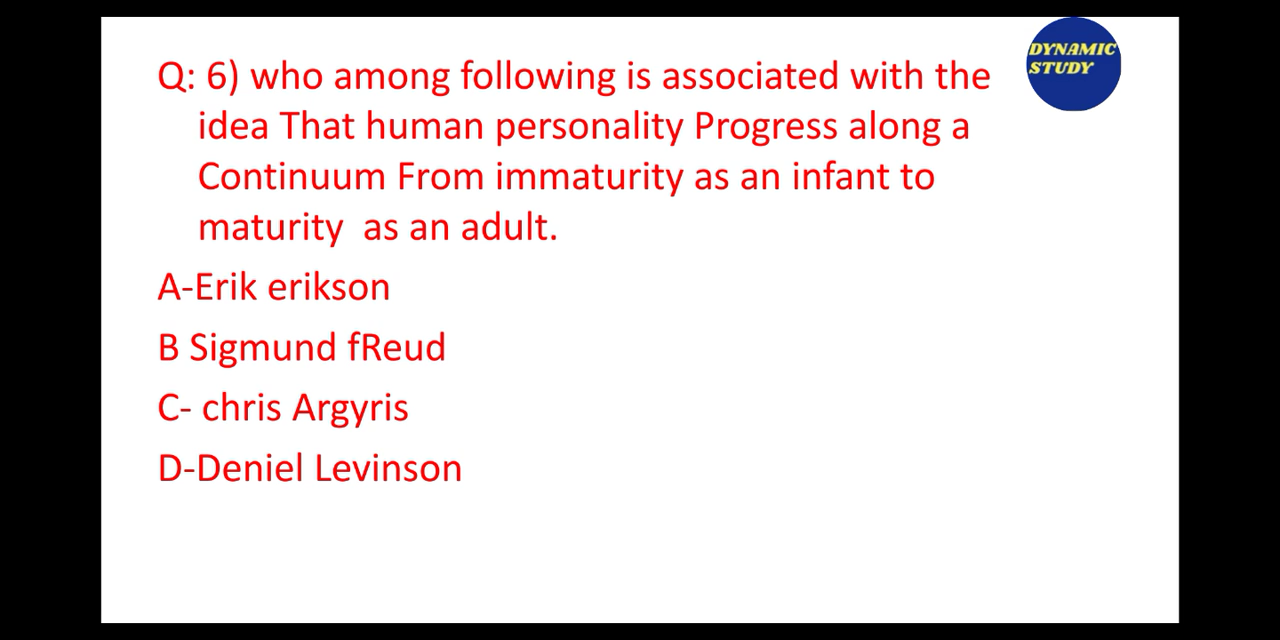 DYNAMIC
STUDY
Q: 6) who among following is associated with the
idea That human personality Progress along a
Continuum From immaturity as an infant to
maturity  as an adult.
A-Erik erikson
B Sigmund fReud
C- chris Argyris
D-Deniel Levinson